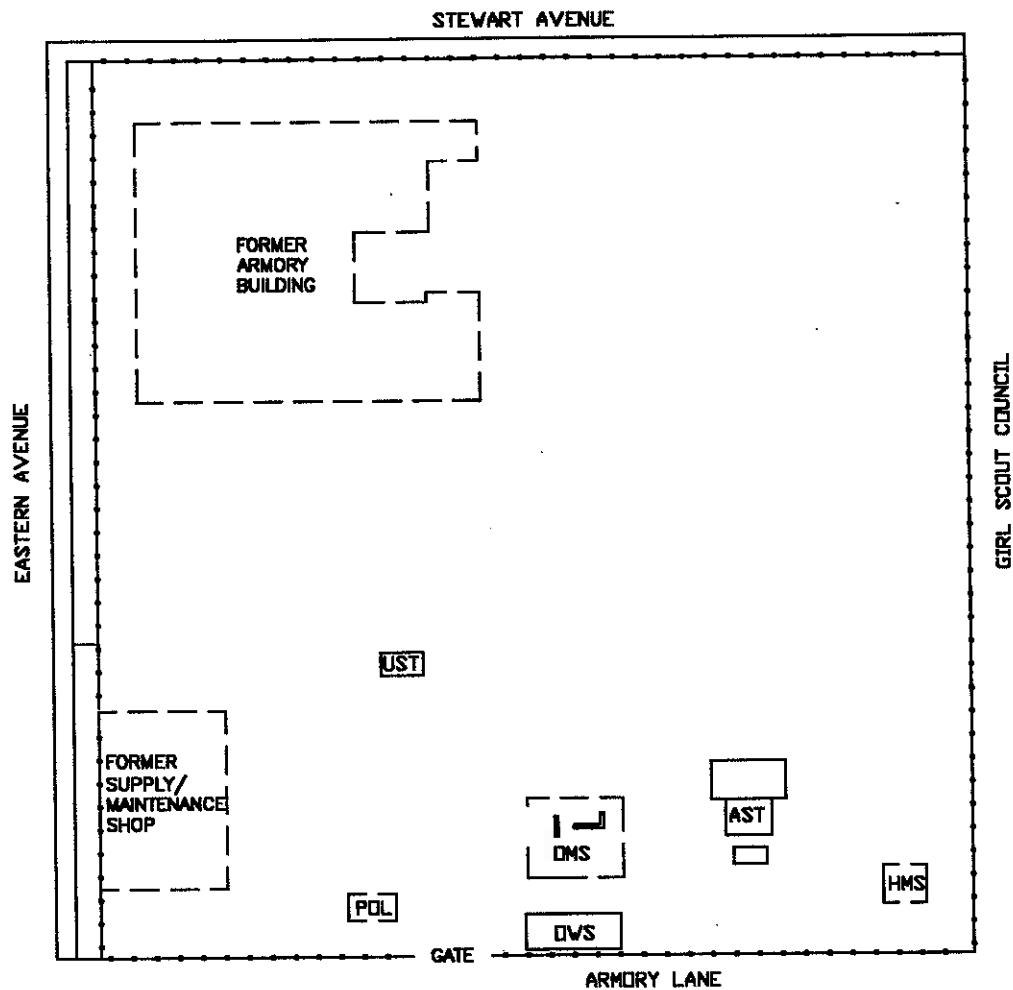 STEWART AVENUE
FORMER
ARMORY
BUILDING
EASTERN AVENUE
GIRL SCOUT COUNCIL
UST
FORMER
SUPPLY/
MAINTENANCE
SHOP
AST
OMS
HMS
POL
OWS
GATE
ARMORY LANE